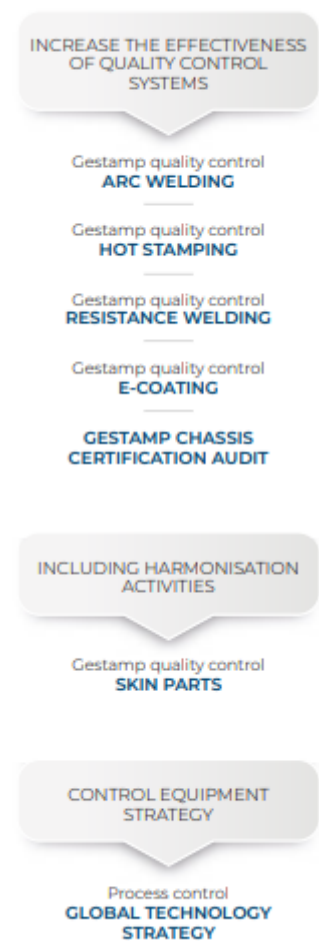 INCREASE THE EFFECTIVENESS
OF QUALITY CONTROL
SYSTEMS
Gestamp quality control
ARC WELDING
Gestamp quality control
HOT STAMPING
Gestamp quality control
RESISTANCE WELDING
Gestamp quality control
E-COATING
GESTAMP CHASSIS
CERTIFICATION AUDIT
INCLUDING HARMONISATION
ACTIVITIES
Gestamp quality control
SKIN PARTS
CONTROL EQUIPMENT
STRATEGY
Process control
GLOBAL TECHNOLOGY
STRATEGY